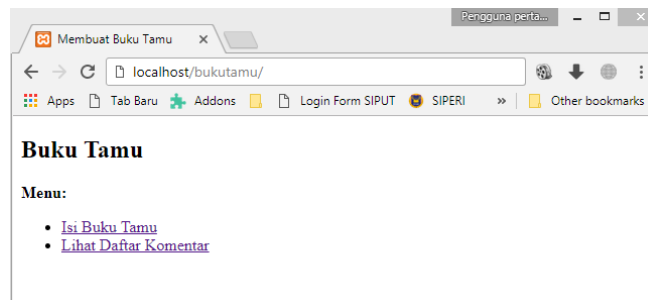 Pengguna perta...
Membuat Buku Tamu
localhost/bukutamu/
Apps Tab Baru Addons Login Form SIPUT SIPERI » Other bookmarks
Buku Tamu
Menu:
• Isi Buku Tamu
• Lihat Daftar Komentar